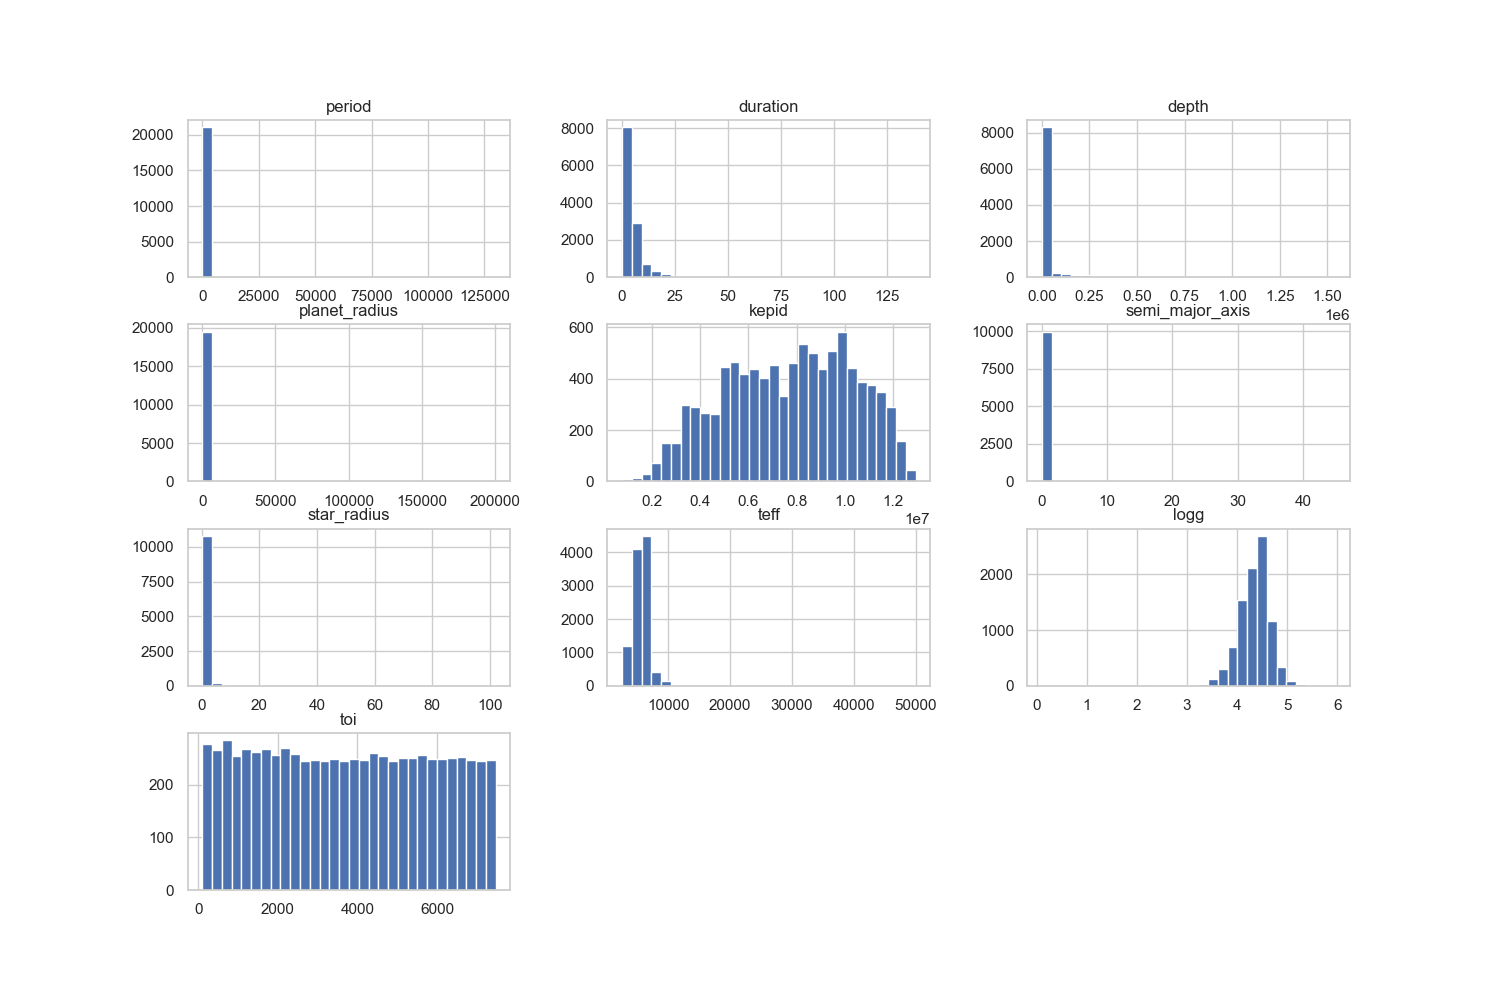 period
20000
15000
10000
5000
0
0 25000 50000 75000 100000 125000
duration
8000
6000
4000
2000
0
0 25 50 75 100 125
depth
8000
6000
4000
2000
0
0.00 0.25 0.50 0.75 1.00 1.25 1.50
1e6
planet_radius
20000
15000
10000
5000
0
0 50000 100000 150000 200000
kepid
600
400
200
0
0.2 0.4 0.6 0.8 1.0 1.2
1e7
semi_major_axis
10000
7500
5000
2500
0
0 10 20 30 40
star_radius
10000
7500
5000
2500
0
0 20 40 60 80 100
teff
4000
3000
2000
1000
0
10000 20000 30000 40000 50000
logg
2000
1000
0
0 1 2 3 4 5 6
toi
200
100
0
0 2000 4000 6000